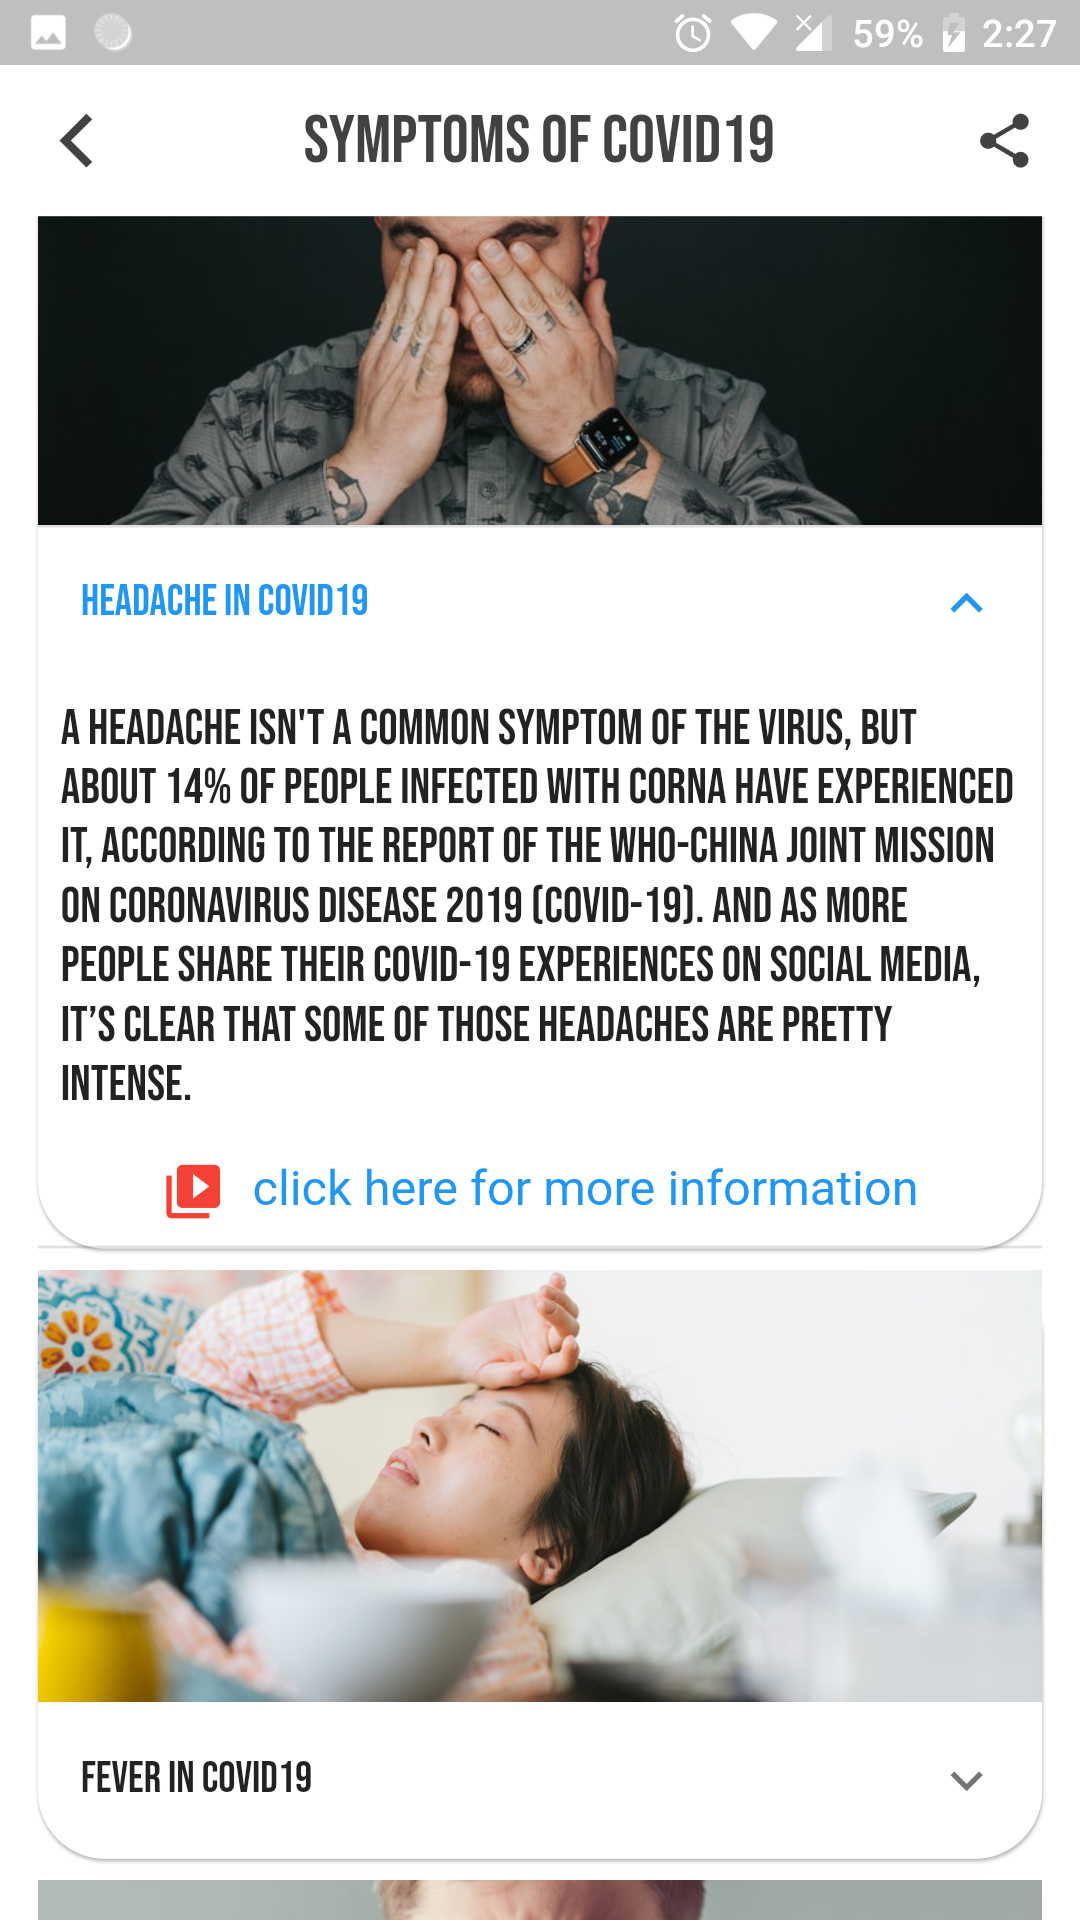 59% 2:27
SYMPTOMS OF COVID19
HEADACHE IN COVID19
A HEADACHE ISN'T A COMMON SYMPTOM OF THE VIRUS, BUT
ABOUT 14% OF PEOPLE INFECTED WITH CORNA HAVE EXPERIENCED
IT, ACCORDING TO THE REPORT OF THE WHO-CHINA JOINT MISSION
ON CORONAVIRUS DISEASE 2019 (COVID-19). AND AS MORE
PEOPLE SHARE THEIR COVID-19 EXPERIENCES ON SOCIAL MEDIA,
IT’S CLEAR THAT SOME OF THOSE HEADACHES ARE PRETTY
INTENSE.
click here for more information
FEVER IN COVID19